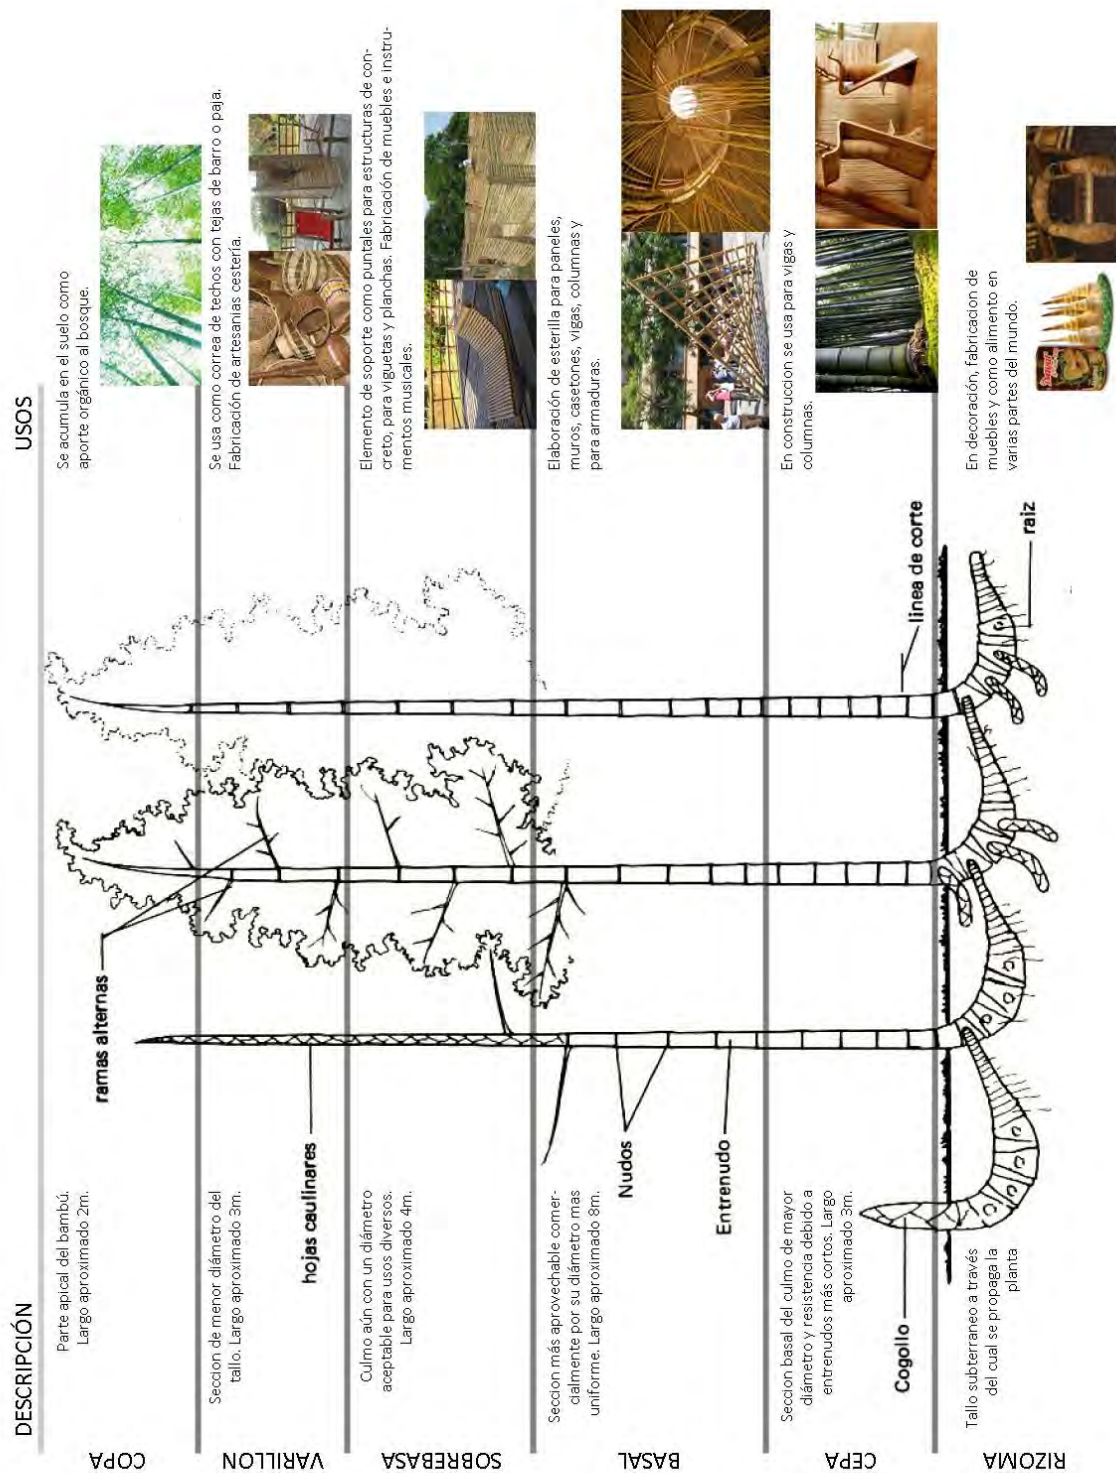 DESCRIPCIÓN
USOS
COPA
Parte apical del bambú.
Largo aproximado 2m.
Se acumula en el suelo como
aporte orgánico al bosque.
VARILLON
Seccion de menor diámetro del
tallo. Largo aproximado 3m.
Se usa como correa de techos con tejas de barro o paja.
Fabricación de artesanias cestería.
SOBREBASA
Culmo aún con un diámetro
aceptable para usos diversos.
Largo aproximado 4m.
Elemento de soporte como puntales para estructuras de con-
creto, para viguetas y planchas. Fabricación de muebles e instru-
mentos musicales.
BASAL
Seccion más aprovechable comer-
cialmente por su diámetro mas
uniforme. Largo aproximado 8m.
Elaboración de esterilla para paneles,
muros, casetones, vigas, columnas y
para armaduras.
CEPA
Seccion basal del culmo de mayor
diámetro y resistencia debido a
entrenudos más cortos. Largo
aproximado 3m.
En construccion se usa para vigas y
columnas.
RIZOMA
Tallo subterraneo a través
del cual se propaga la
planta
En decoración, fabricacion de
muebles y como alimento en
varias partes del mundo.
ramas alternas
hojas caulinares
Nudos
Entrenudo
Cogollo
linea de corte
raiz